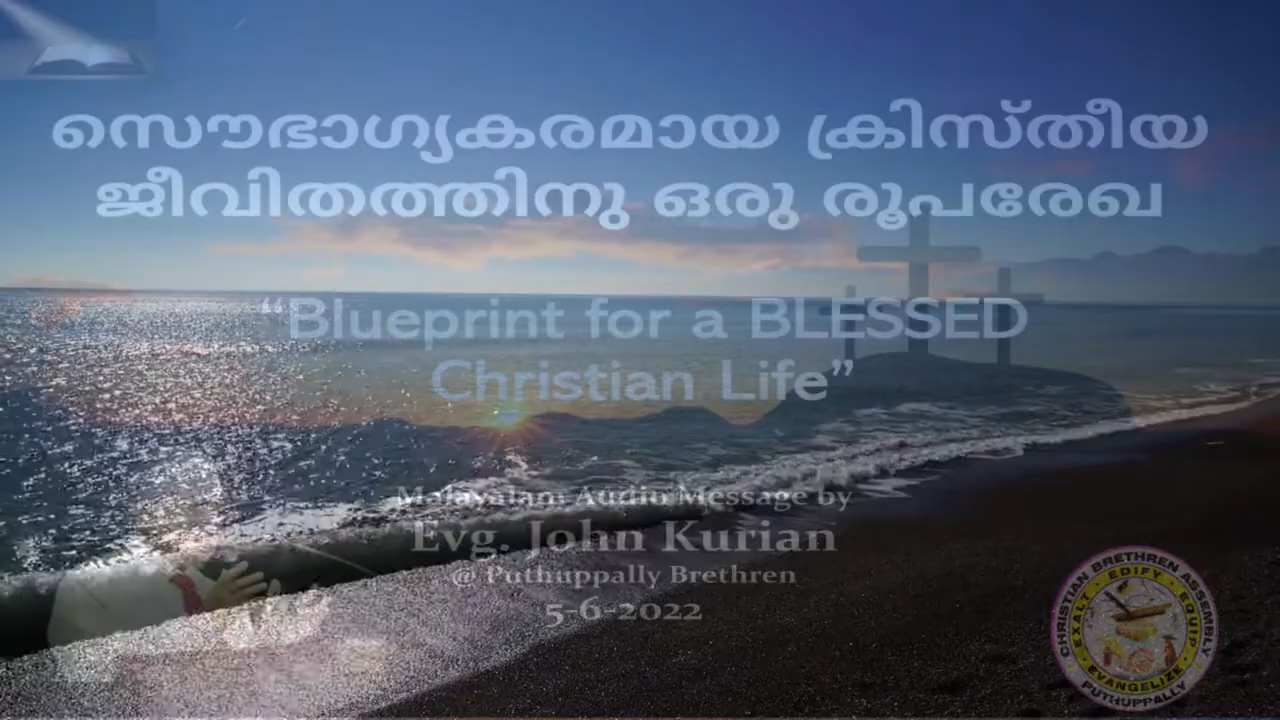 സൌഭാഗ്യകരമായ ക്രിസ്തീയ
ജീവിതത്തിനു ഒരു രൂപരേഖ
“Blueprint for a BLESSED
Christian Life”
Malayalam Audio Message by
Evg. John Kurian
@ Puthuppally Brethren
5-6-2022
CHRISTIAN BRETHREN ASSEMBLY
EXALT • EDIFY • EQUIP • EVANGELIZE
PUTHUPPALLY